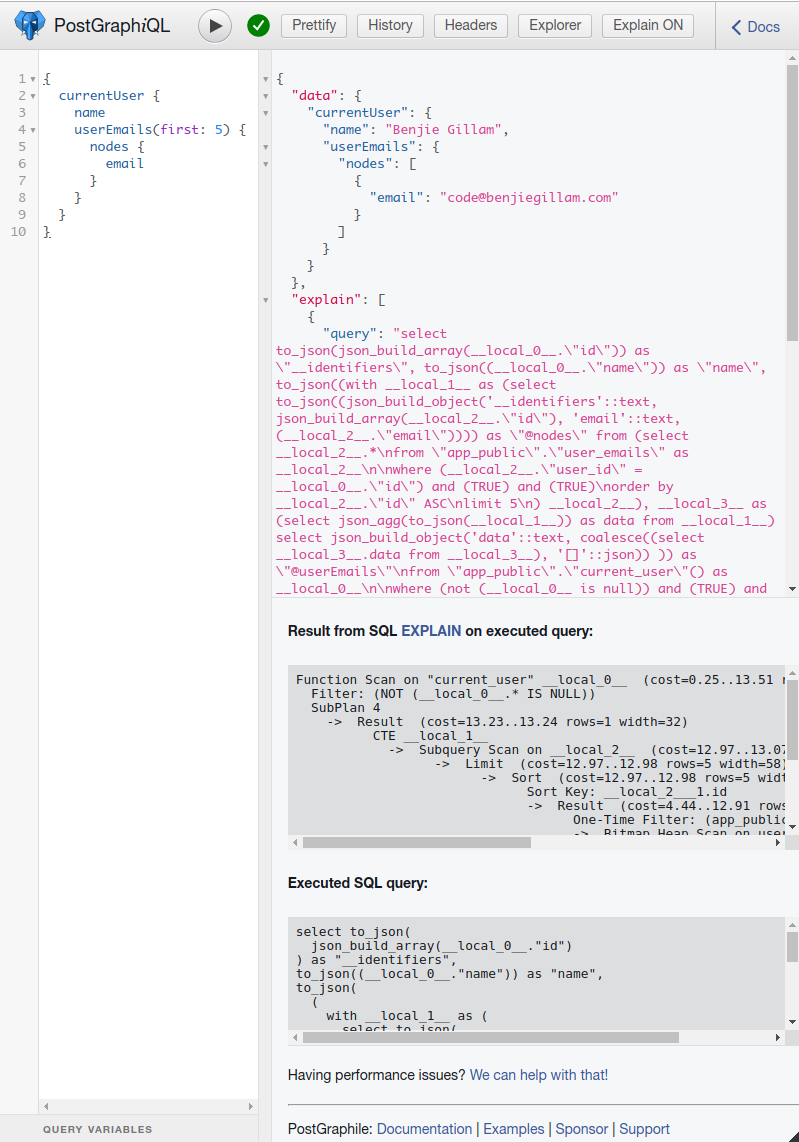 PostGraphiQL
Prettify
History
Headers
Explorer
Explain ON
Docs
1 {
2 currentUser {
3 name
4 userEmails(first: 5) {
5 nodes {
6 email
7 }
8 }
9 }
10 }
QUERY VARIABLES
{
"data": {
"currentUser": {
"name": "Benjie Gillam",
"userEmails": {
"nodes": [
{
"email": "code@benjiegillam.com"
}
]
}
}
},
"explain": [
{
"query": "select
to_json(json_build_array(__local_0__.\"id\")) as
\"__identifiers\", to_json((__local_0__.\"name\")) as \"name\",
to_json((with __local_1__ as (select
to_json((json_build_object('__identifiers'::text,
json_build_array(__local_2__.\"id\"), 'email'::text,
(__local_2__.\"email\")))) as \"@nodes\" from (select
__local_2__.*\nfrom \"app_public\".\"user_emails\" as
__local_2__\n\nwhere (__local_2__.\"user_id\" =
__local_0__.\"id\") and (TRUE) and (TRUE)\norder by
__local_2__.\"id\" ASC\nlimit 5\n) __local_2__), __local_3__ as
(select json_agg(to_json(__local_1__)) as data from __local_1__)
select json_build_object('data'::text, coalesce((select
__local_3__.data from __local_3__), '[]'::json)) )) as
\"@userEmails\"\nfrom \"app_public\".\"current_user\"() as
__local_0__\n\nwhere (not (__local_0__ is null)) and (TRUE) and
Result from SQL EXPLAIN on executed query:
Function Scan on "current_user" __local_0__ (cost=0.25..13.51
Filter: (NOT (__local_0__.* IS NULL))
SubPlan 4
-> Result (cost=13.23..13.24 rows=1 width=32)
CTE __local_1__
-> Subquery Scan on __local_2__ (cost=12.97..13.07
-> Limit (cost=12.97..12.98 rows=5 width=58)
-> Sort (cost=12.97..12.98 rows=5 widt
Sort Key: __local_2___1.id
-> Result (cost=4.44..12.91 rows
One-Time Filter: (app_public
-> Bitmap Heap Scan on user
Executed SQL query:
select to_json(
json_build_array(__local_0__."id")
) as "__identifiers",
to_json((__local_0__."name")) as "name",
to_json(
(
with __local_1__ as (
select to_json(
Having performance issues? We can help with that!
PostGraphile: Documentation | Examples | Sponsor | Support